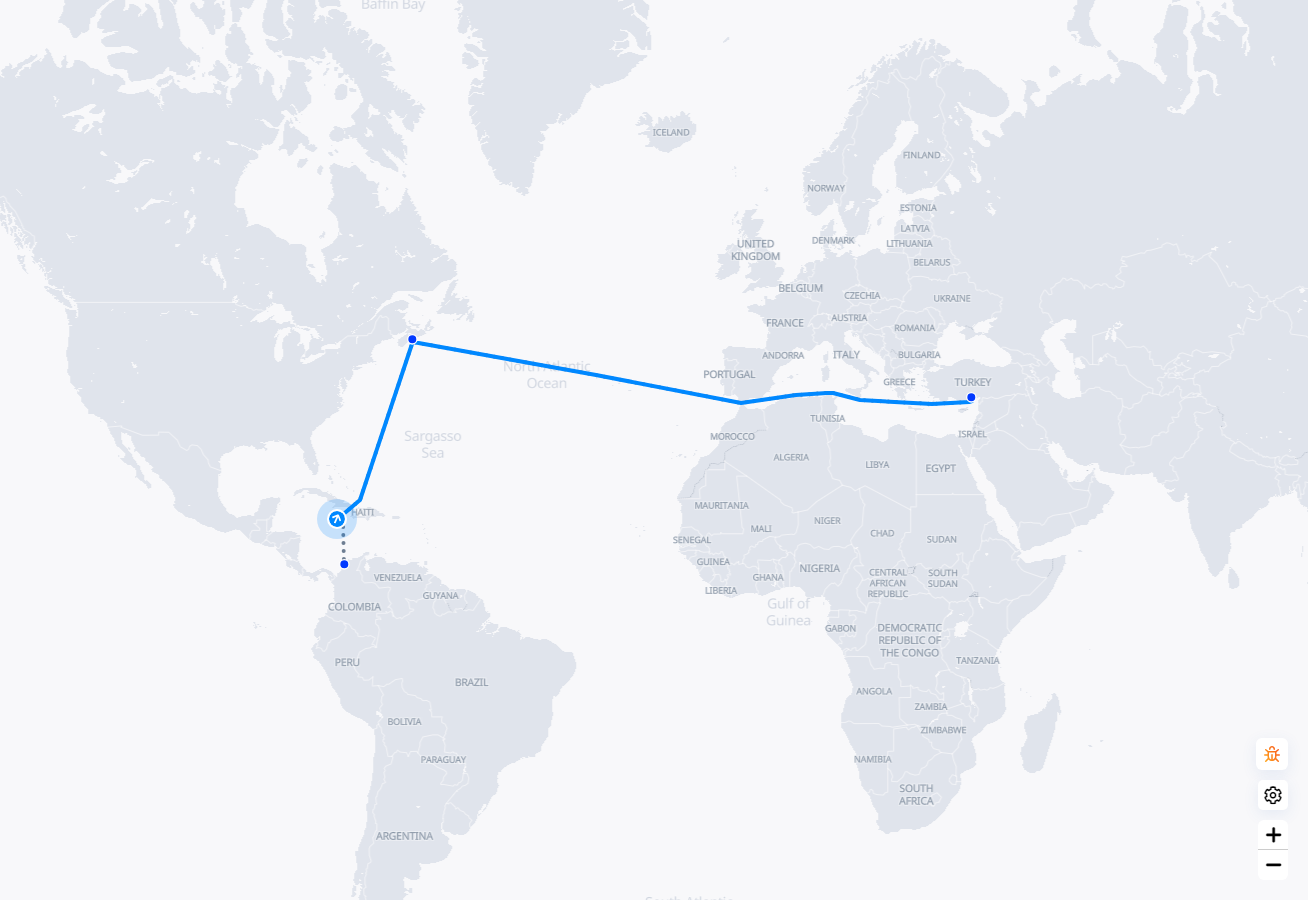 Baffin Bay
ICELAND
FINLAND
NORWAY
ESTONIA
LATVIA
DENMARK
LITHUANIA
UNITED
KINGDOM
BELARUS
BELGIUM
CZECHIA
UKRAINE
AUSTRIA
FRANCE
ROMANIA
ANDORRA
ITALY
BULGARIA
North Atlantic
Ocean
PORTUGAL
GREECE
TURKEY
TUNISIA
Sargasso
Sea
MOROCCO
ISRAEL
ALGERIA
LIBYA
EGYPT
MAURITANIA
HAITI
NIGER
MALI
CHAD
SUDAN
SENEGAL
GUINEA
NIGERIA
CENTRAL
AFRICAN
REPUBLIC
SOUTH
SUDAN
GHANA
LIBERIA
VENEZUELA
GUYANA
COLOMBIA
Gulf of
Guinea
GABON
DEMOCRATIC
REPUBLIC OF
THE CONGO
TANZANIA
PERU
BRAZIL
ANGOLA
ZAMBIA
BOLIVIA
ZIMBABWE
PARAGUAY
NAMIBIA
SOUTH
AFRICA
ARGENTINA
South Atlantic